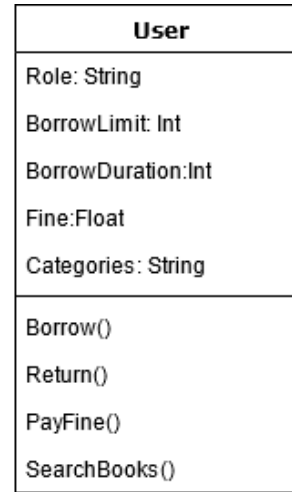 User
Role: String
BorrowLimit: Int
BorrowDuration:Int
Fine:Float
Categories: String
Borrow()
Return()
PayFine()
SearchBooks()